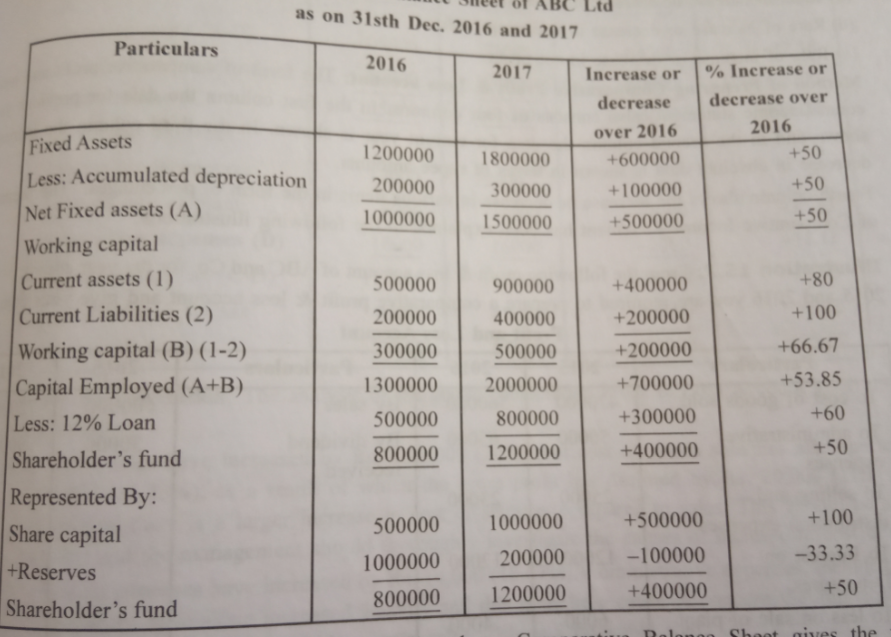 of ABC Ltd
as on 31sth Dec. 2016 and 2017
Particulars 2016 2017 Increase or decrease over 2016 % Increase or decrease over 2016
Fixed Assets 1200000 1800000 +600000 +50
Less: Accumulated depreciation 200000 300000 +100000 +50
Net Fixed assets (A) 1000000 1500000 +500000 +50
Working capital
Current assets (1) 500000 900000 +400000 +80
Current Liabilities (2) 200000 400000 +200000 +100
Working capital (B) (1-2) 300000 500000 +200000 +66.67
Capital Employed (A+B) 1300000 2000000 +700000 +53.85
Less: 12% Loan 500000 800000 +300000 +60
Shareholder's fund 800000 1200000 +400000 +50
Represented By:
Share capital 500000 1000000 +500000 +100
+Reserves 1000000 200000 −100000 −33.33
Shareholder's fund 800000 1200000 +400000 +50
Balance Sheet gives the